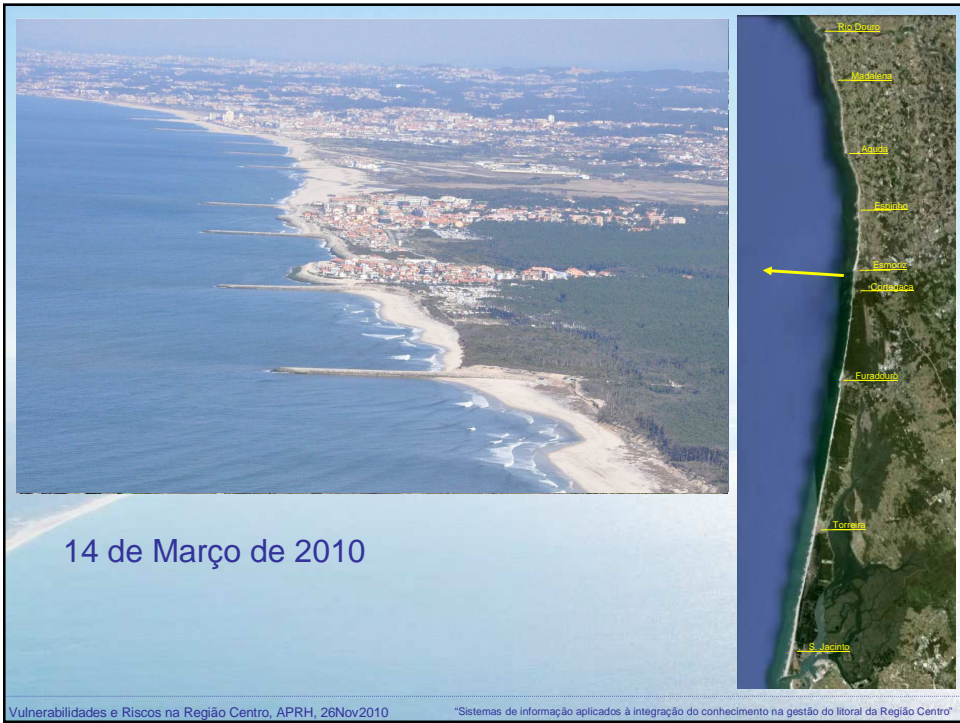 Rio Douro
Madalena
Aguda
Espinho
Esmoriz
Cortegaça
Furadouro
Torreira
S. Jacinto
14 de Março de 2010
Vulnerabilidades e Riscos na Região Centro, APRH, 26Nov2010
"Sistemas de informação aplicados à integração do conhecimento na gestão do litoral da Região Centro"